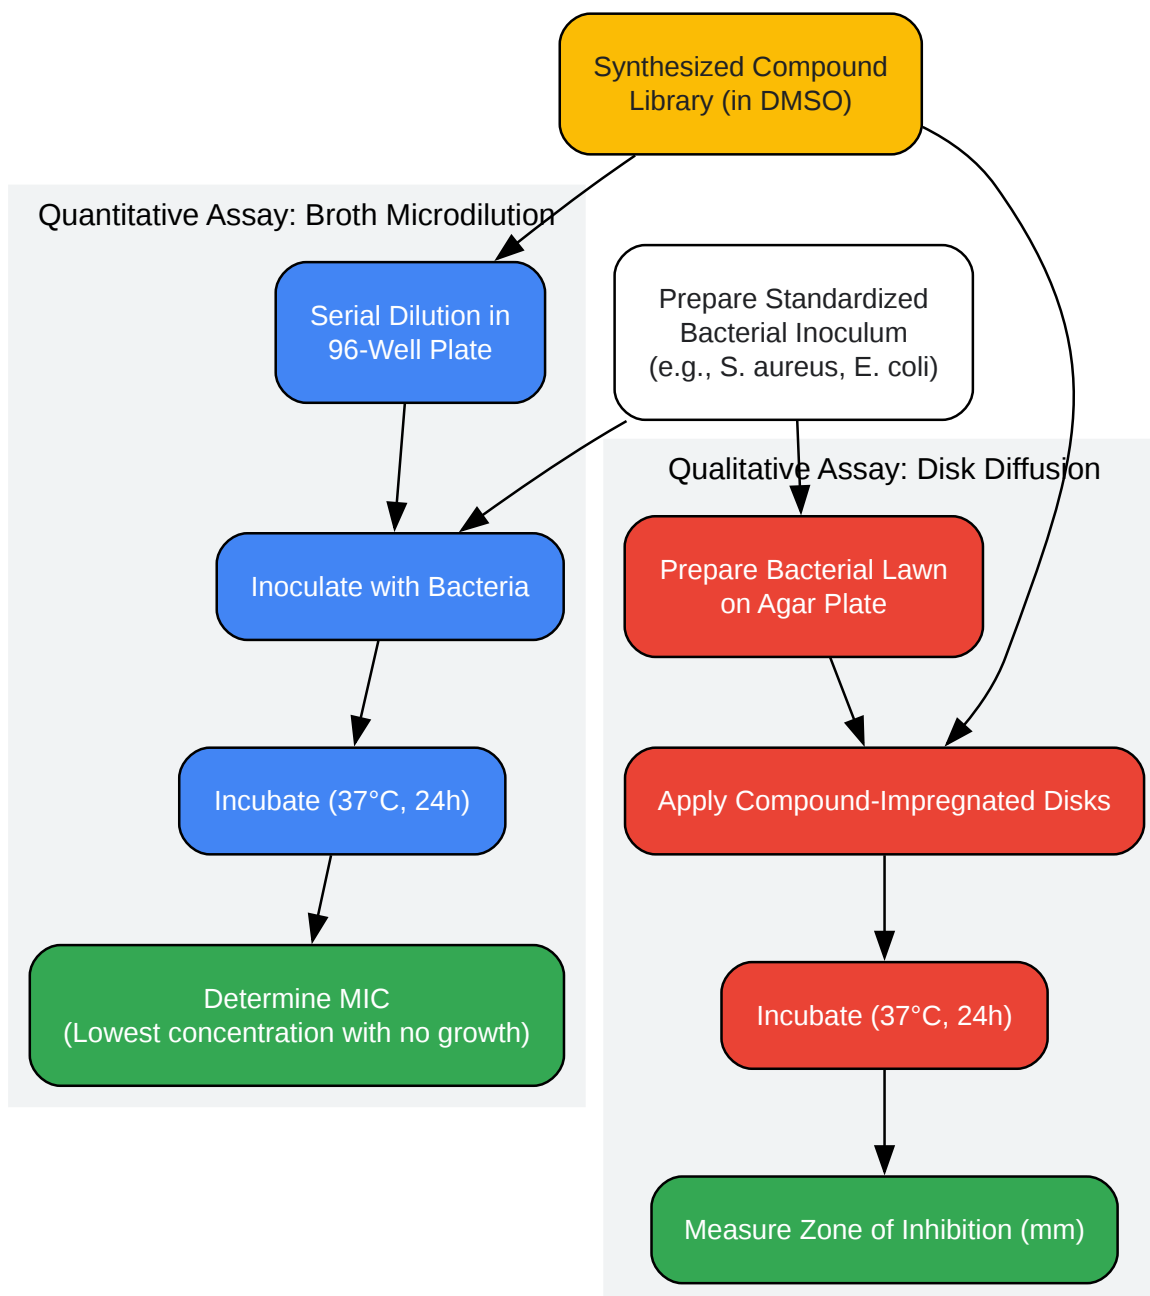 Synthesized Compound
Library (in DMSO)
Quantitative Assay: Broth Microdilution
Serial Dilution in
96-Well Plate
Prepare Standardized
Bacterial Inoculum
(e.g., S. aureus, E. coli)
Qualitative Assay: Disk Diffusion
Inoculate with Bacteria
Prepare Bacterial Lawn
on Agar Plate
Incubate (37°C, 24h)
Apply Compound-Impregnated Disks
Determine MIC
(Lowest concentration with no growth)
Incubate (37°C, 24h)
Measure Zone of Inhibition (mm)